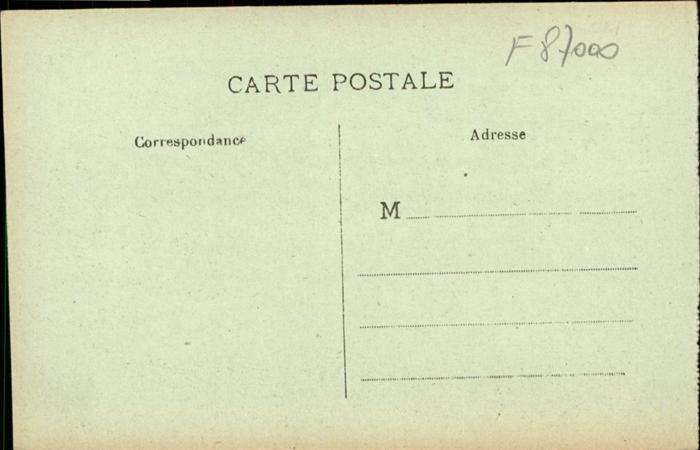 F 87000
CARTE POSTALE
Correspondance
Adresse
M